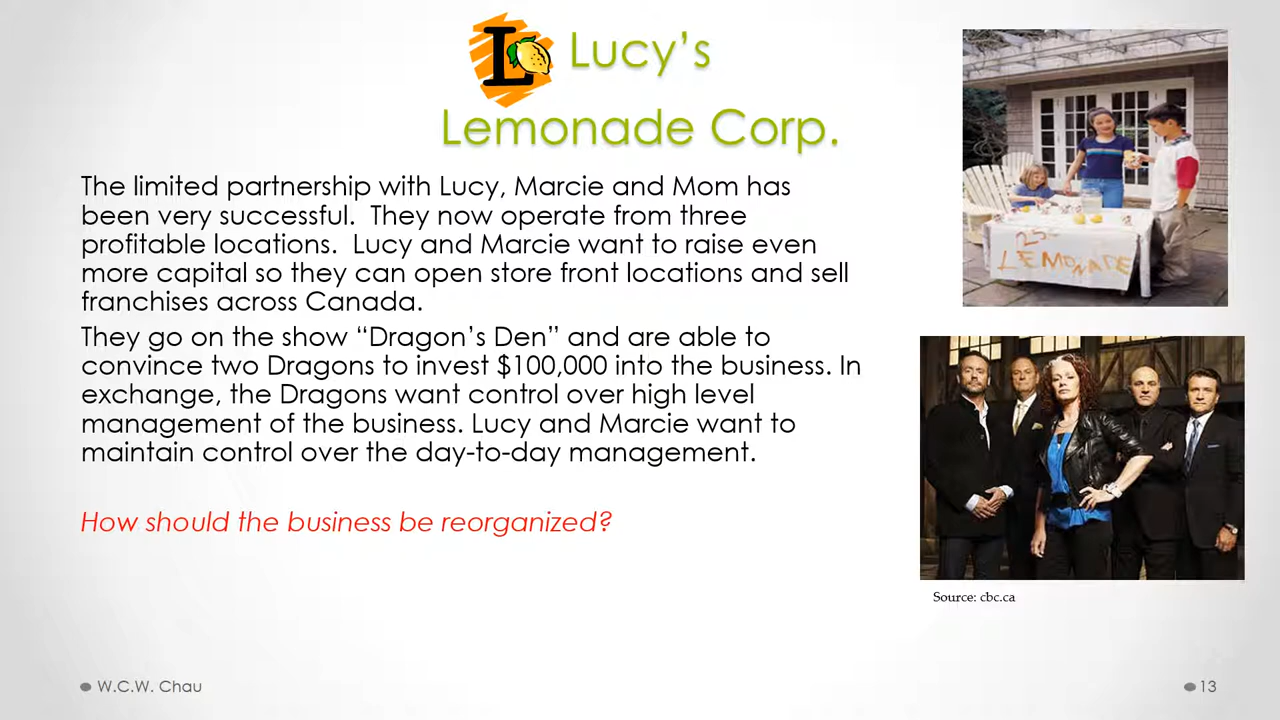 L Lucy's
Lemonade Corp.
The limited partnership with Lucy, Marcie and Mom has
been very successful. They now operate from three
profitable locations. Lucy and Marcie want to raise even
more capital so they can open store front locations and sell
franchises across Canada.
They go on the show “Dragon’s Den” and are able to
convince two Dragons to invest $100,000 into the business. In
exchange, the Dragons want control over high level
management of the business. Lucy and Marcie want to
maintain control over the day-to-day management.
How should the business be reorganized?
25¢
LEMONADE
Source: cbc.ca
W.C.W. Chau
13